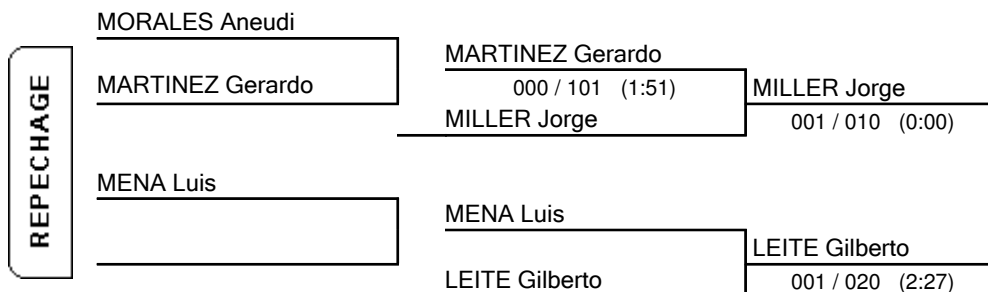 REPECHAGE
MORALES Aneudi
MARTINEZ Gerardo
MARTINEZ Gerardo
000 / 101 (1:51)
MILLER Jorge
MILLER Jorge
001 / 010 (0:00)
MENA Luis
MENA Luis
LEITE Gilberto
LEITE Gilberto
001 / 020 (2:27)